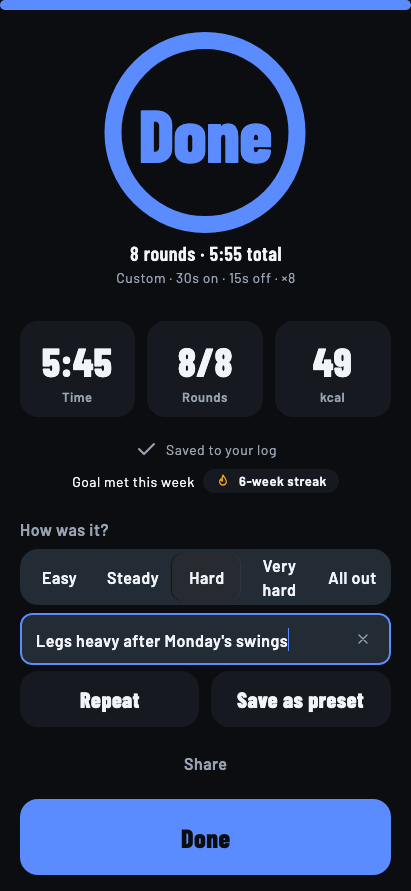 Done
8 rounds · 5:55 total
Custom · 30s on · 15s off · ×8
5:45
Time
8/8
Rounds
49
kcal
Saved to your log
Goal met this week
6-week streak
How was it?
Easy
Steady
Hard
Very
hard
All out
Legs heavy after Monday's swings
Repeat
Save as preset
Share
Done